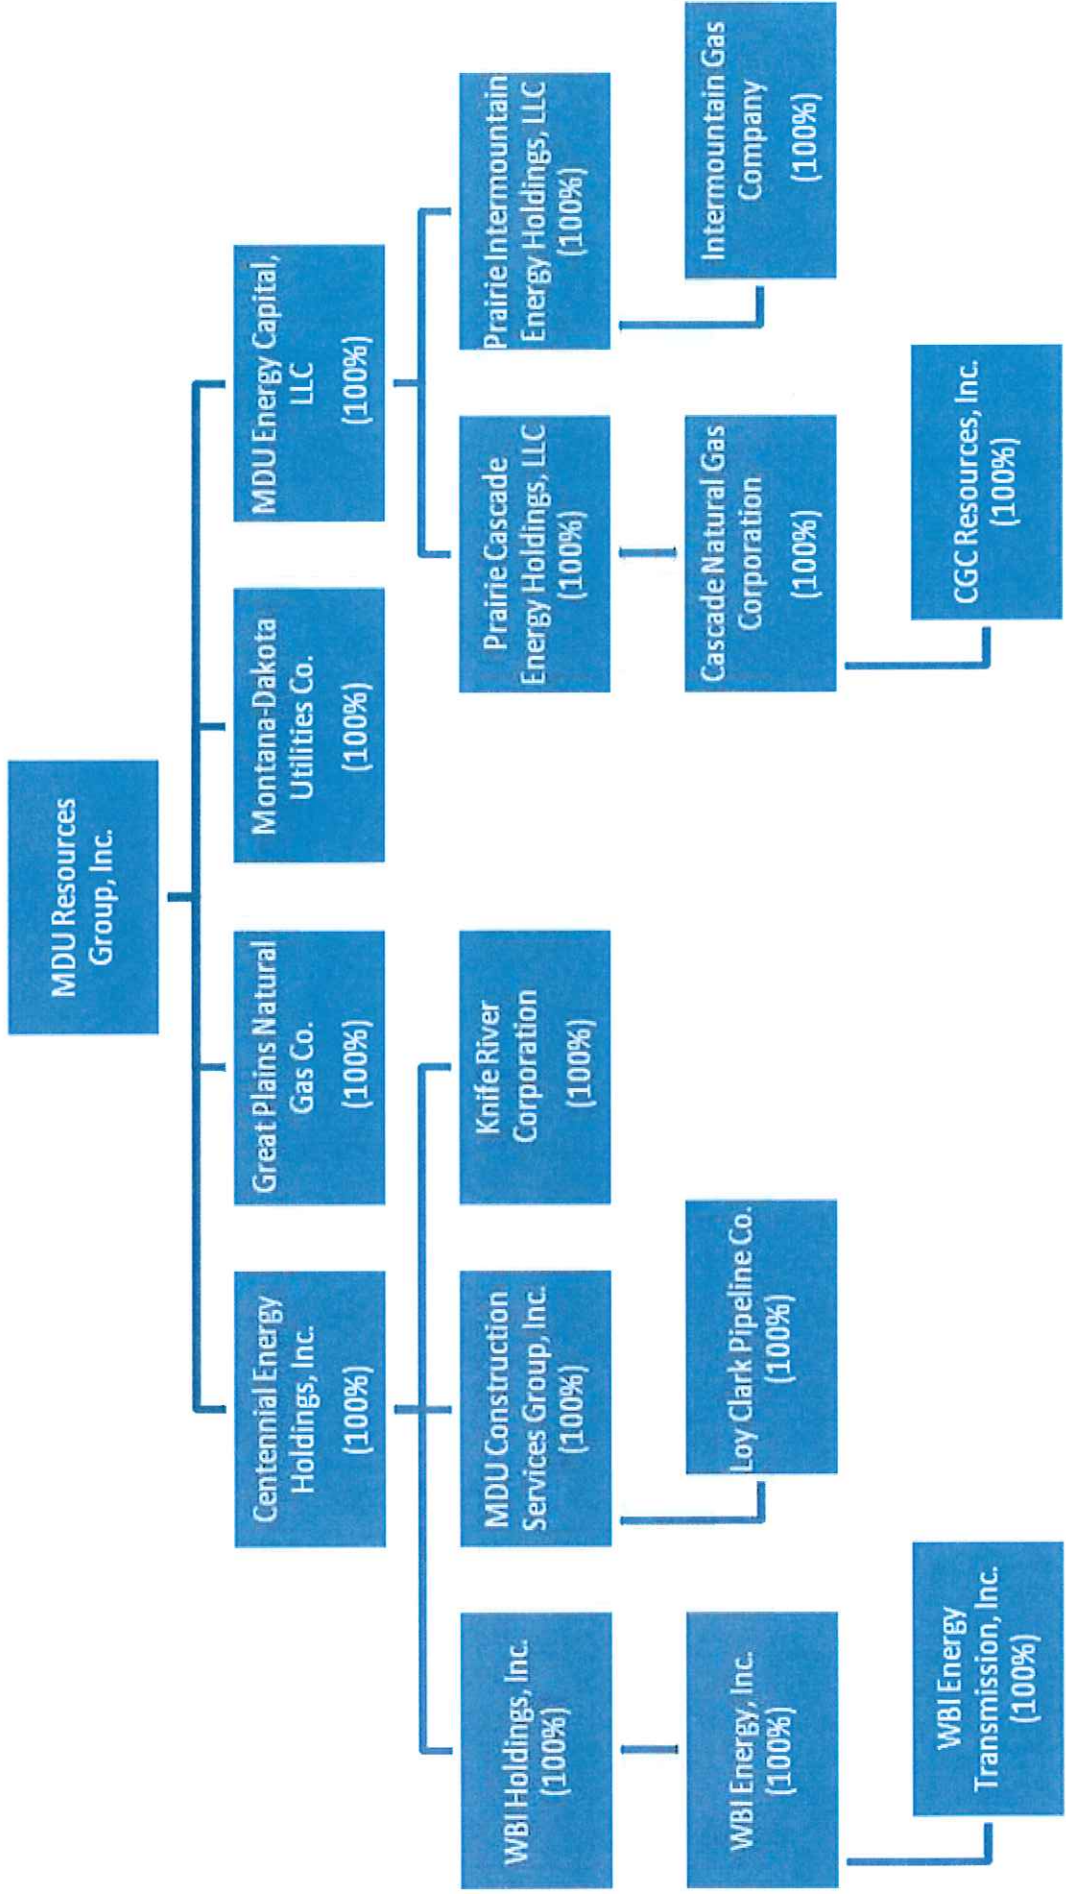 MDU Resources
Group, Inc.
Centennial Energy
Holdings, Inc.
(100%)
Great Plains Natural
Gas Co.
(100%)
Montana-Dakota
Utilities Co.
(100%)
MDU Energy Capital,
LLC
(100%)
WBI Holdings, Inc.
(100%)
MDU Construction
Services Group, Inc.
(100%)
Knife River
Corporation
(100%)
Prairie Cascade
Energy Holdings, LLC
(100%)
Prairie Intermountain
Energy Holdings, LLC
(100%)
WBI Energy, Inc.
(100%)
Loy Clark Pipeline Co.
(100%)
Cascade Natural Gas
Corporation
(100%)
Intermountain Gas
Company
(100%)
WBI Energy
Transmission, Inc.
(100%)
CGC Resources, Inc.
(100%)